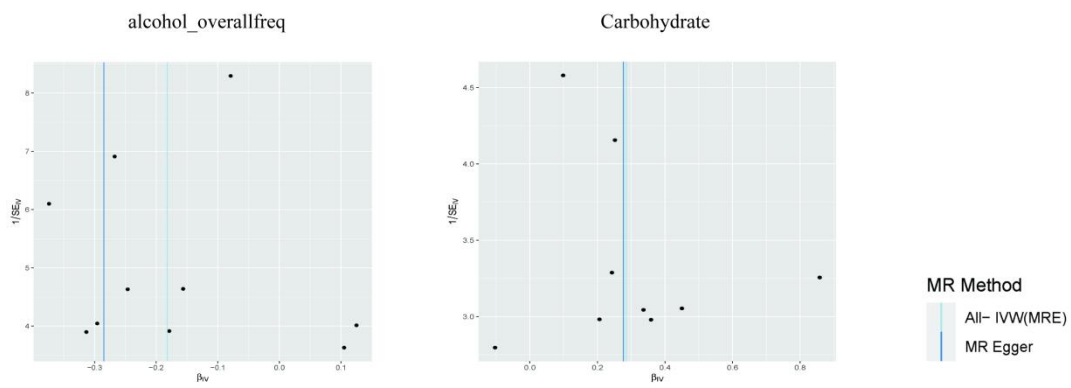 alcohol_overallfreq
Carbohydrate
8
7
6
5
4
1/SE_IV
−0.3
−0.2
−0.1
0.0
0.1
β_IV
4.5
4.0
3.5
3.0
1/SE_IV
0.0
0.2
0.4
0.6
0.8
β_IV
MR Method
All− IVW(MRE)
MR Egger